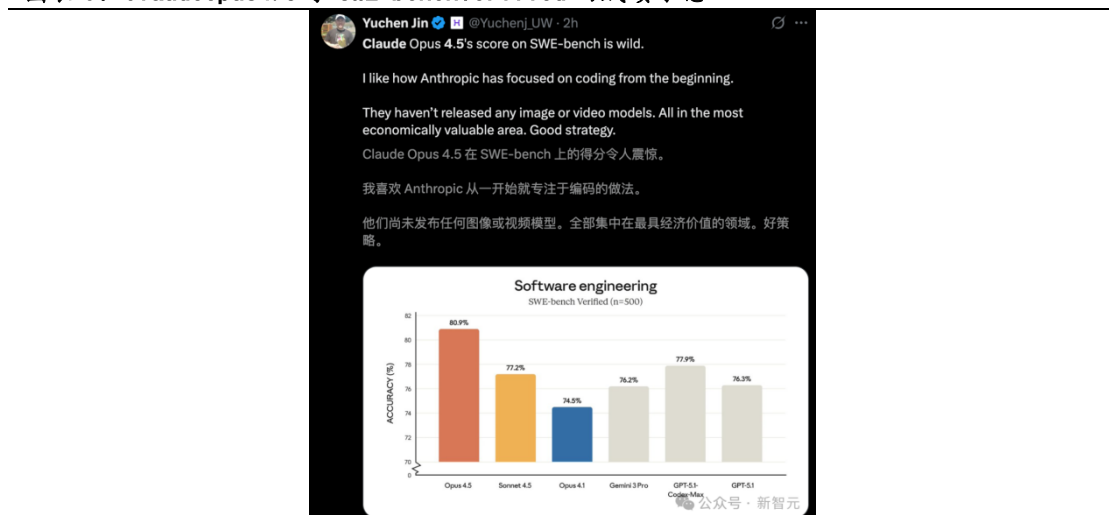 Yuchen Jin @Yuchenj_UW · 2h
Claude Opus 4.5's score on SWE-bench is wild.
I like how Anthropic has focused on coding from the beginning.
They haven't released any image or video models. All in the most
economically valuable area. Good strategy.
Claude Opus 4.5 在 SWE-bench 上的得分令人震惊。
我喜欢 Anthropic 从一开始就专注于编码的做法。
他们尚未发布任何图像或视频模型。全部集中在最具经济价值的领域。好策
略。
Software engineering
SWE-bench Verified (n=500)
ACCURACY (%)
82
80
78
76
74
72
70
0
80.9%
77.2%
74.5%
76.2%
77.9%
76.3%
Opus 4.5
Sonnet 4.5
Opus 4.1
Gemini 3 Pro
GPT-5.1-
Codex-Max
GPT-5.1
公众号 · 新智元